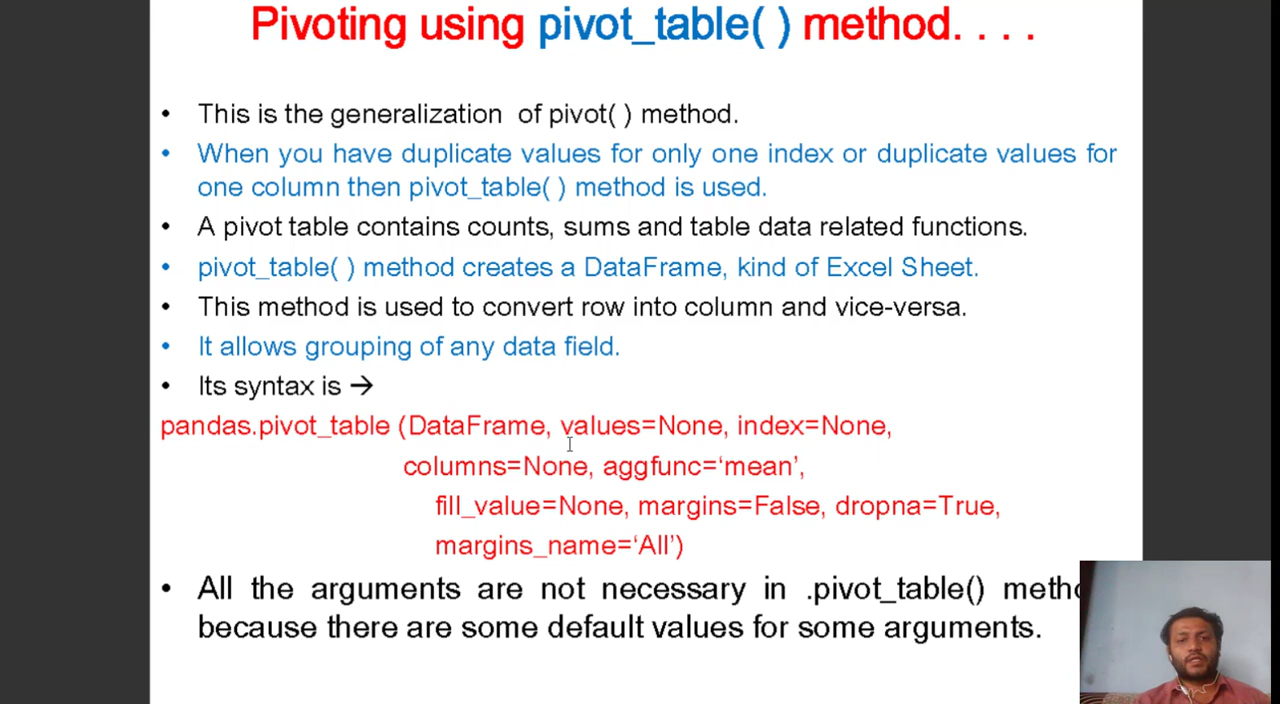 Pivoting using pivot_table( ) method. . . .
• This is the generalization of pivot( ) method.
• When you have duplicate values for only one index or duplicate values for
one column then pivot_table( ) method is used.
• A pivot table contains counts, sums and table data related functions.
• pivot_table( ) method creates a DataFrame, kind of Excel Sheet.
• This method is used to convert row into column and vice-versa.
• It allows grouping of any data field.
• Its syntax is →
pandas.pivot_table (DataFrame, values=None, index=None,
columns=None, aggfunc=‘mean’,
fill_value=None, margins=False, dropna=True,
margins_name=‘All’)
• All the arguments are not necessary in .pivot_table() metho
because there are some default values for some arguments.